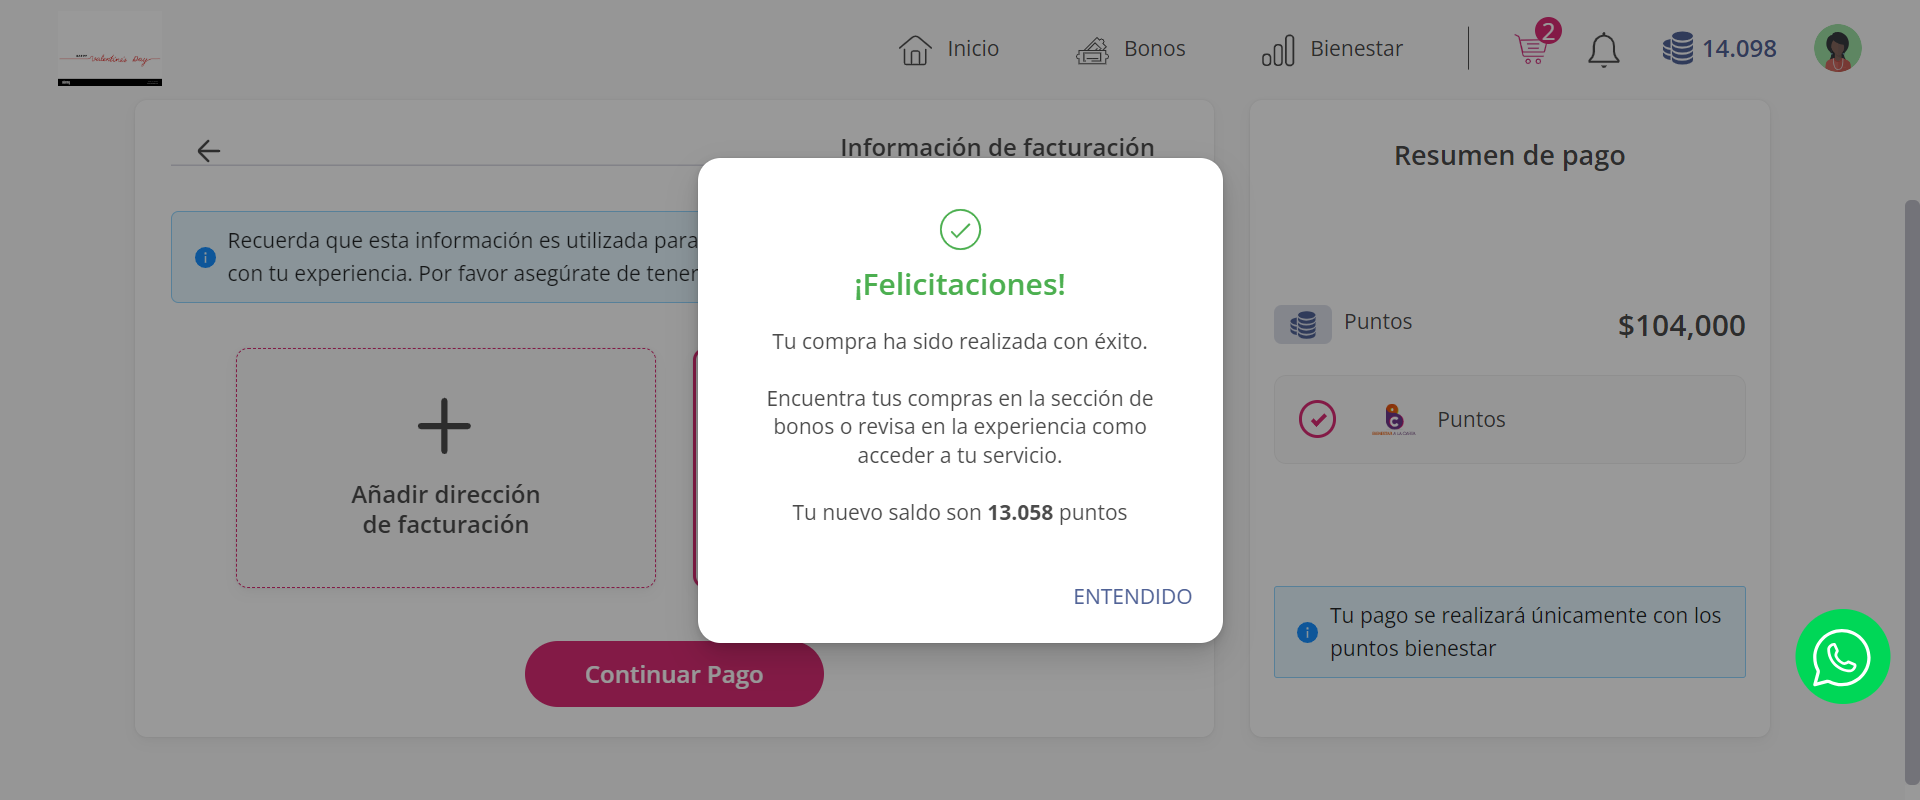 Valentine's Day
Inicio
Bonos
Bienestar
2
14.098
Información de facturación
Resumen de pago
Recuerda que esta información es utilizada para
con tu experiencia. Por favor asegúrate de tener
¡Felicitaciones!
Tu compra ha sido realizada con éxito.
Encuentra tus compras en la sección de
bonos o revisa en la experiencia como
acceder a tu servicio.
Tu nuevo saldo son 13.058 puntos
ENTENDIDO
Añadir dirección
de facturación
Continuar Pago
Puntos
$104,000
Puntos
Tu pago se realizará únicamente con los
puntos bienestar